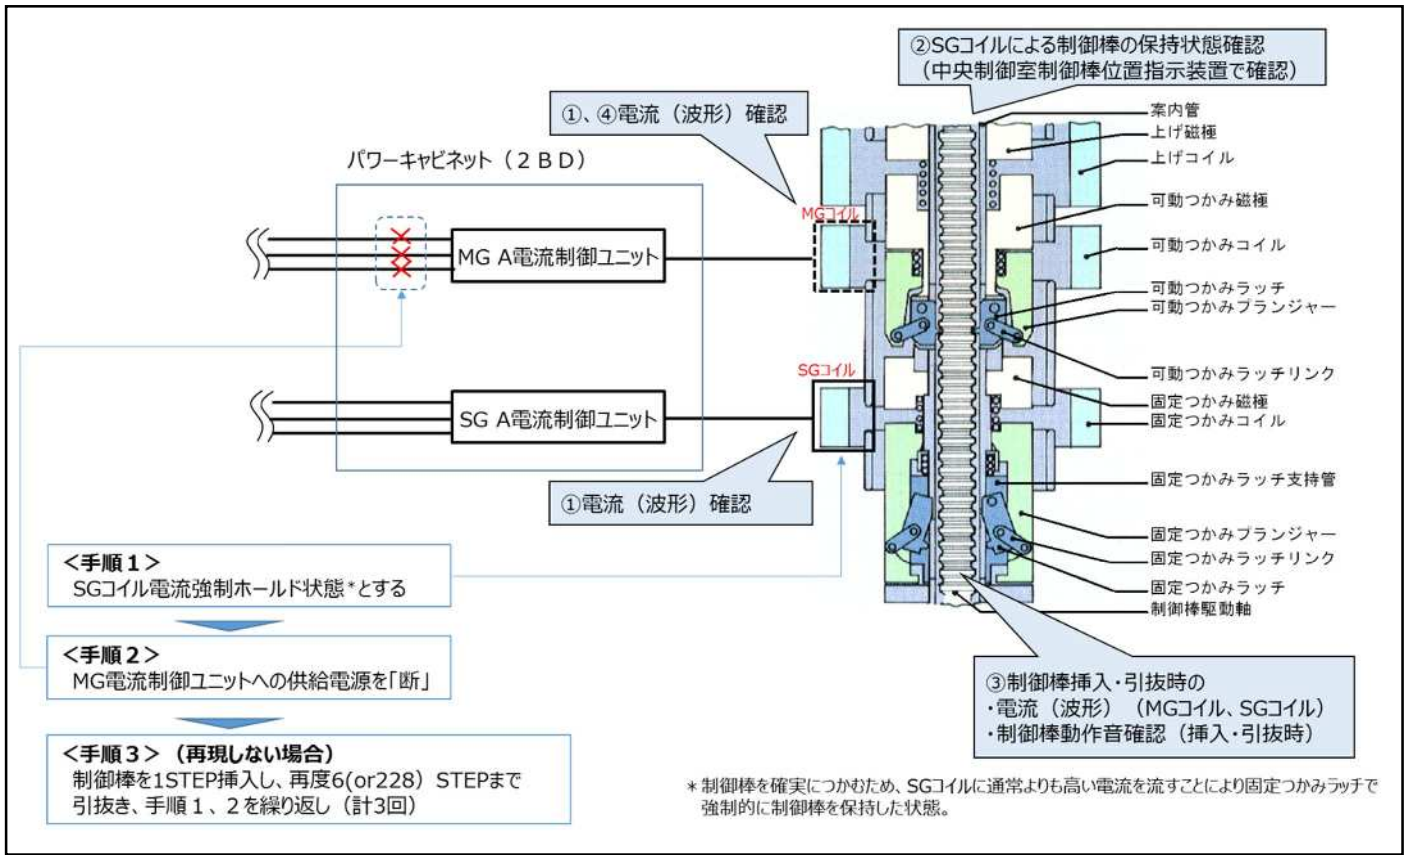 ②SGコイルによる制御棒の保持状態確認
（中央制御室制御棒位置指示装置で確認）
①、④電流（波形）確認
パワーキャビネット（２ＢＤ）
MGコイル
MG A電流制御ユニット
SGコイル
SG A電流制御ユニット
①電流（波形）確認
案内管
上げ磁極
上げコイル
可動つかみ磁極
可動つかみコイル
可動つかみラッチ
可動つかみプランジャー
可動つかみラッチリンク
固定つかみ磁極
固定つかみコイル
固定つかみラッチ支持管
固定つかみプランジャー
固定つかみラッチリンク
固定つかみラッチ
制御棒駆動軸
＜手順１＞
SGコイル電流強制ホールド状態*とする
＜手順２＞
MG電流制御ユニットへの供給電源を｢断｣
＜手順３＞（再現しない場合）
制御棒を1STEP挿入し、再度6(or228）STEPまで
引抜き、手順１、２を繰り返し（計3回）
③制御棒挿入・引抜時の
・電流（波形）（MGコイル、SGコイル）
・制御棒動作音確認（挿入・引抜時）
* 制御棒を確実につかむため、SGコイルに通常よりも高い電流を流すことにより固定つかみラッチで
強制的に制御棒を保持した状態。